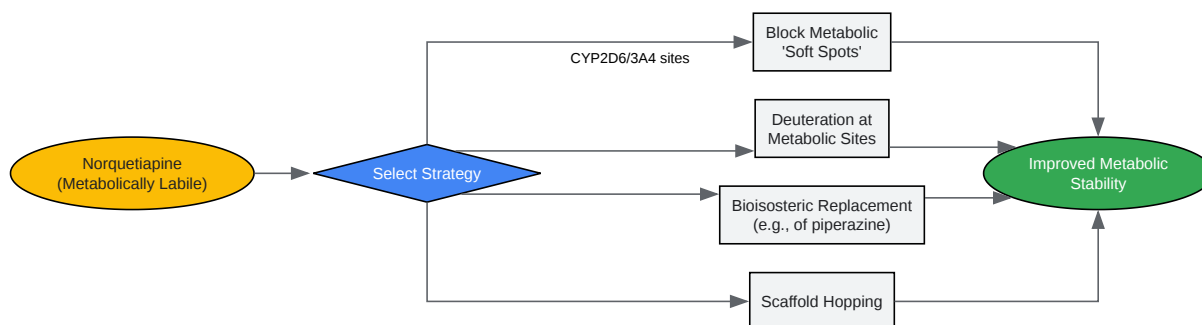 Block Metabolic
'Soft Spots'
CYP2D6/3A4 sites
Deuteration at
Metabolic Sites
Norquetiapine
(Metabolically Labile)
Select Strategy
Improved Metabolic
Stability
Bioisosteric Replacement
(e.g., of piperazine)
Scaffold Hopping